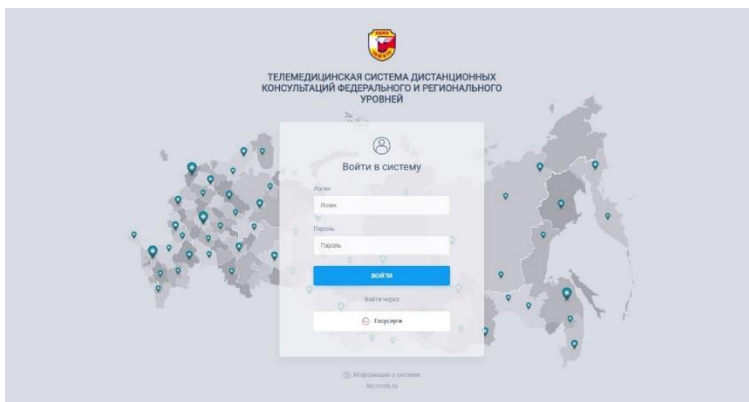 ТЕЛЕМЕДИЦИНСКАЯ СИСТЕМА ДИСТАНЦИОННЫХ
КОНСУЛЬТАЦИЙ ФЕДЕРАЛЬНОГО И РЕГИОНАЛЬНОГО
УРОВНЕЙ
Войти в систему
Логин
Логин
Пароль
Пароль
ВОЙТИ
Войти через
Госуслуги
Информация о системе